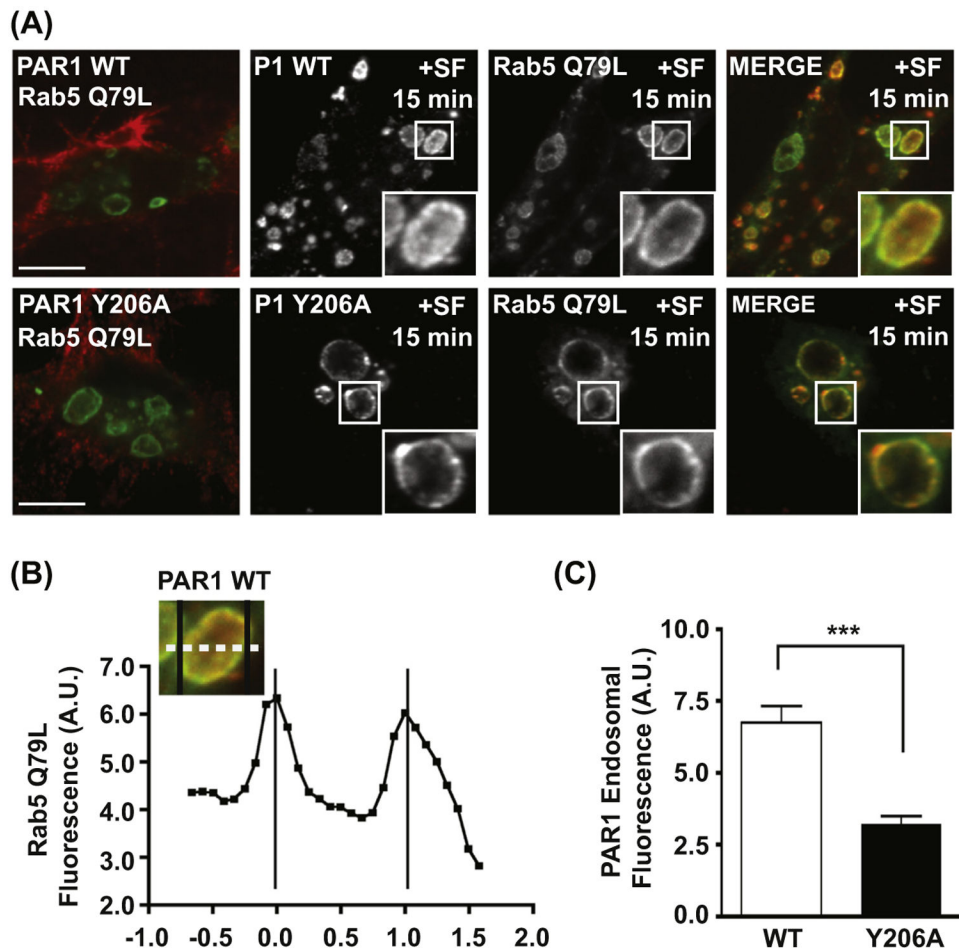 (A)
PAR1 WT
Rab5 Q79L
P1 WT
+SF
15 min
Rab5 Q79L
+SF
15 min
MERGE
+SF
15 min
PAR1 Y206A
Rab5 Q79L
P1 Y206A
+SF
15 min
Rab5 Q79L
+SF
15 min
MERGE
+SF
15 min
(B)
PAR1 WT
Rab5 Q79L
Fluorescence (A.U.)
7.0
6.0
5.0
4.0
3.0
2.0
-1.0 -0.5 0.0 0.5 1.0 1.5 2.0
(C)
PAR1 Endosomal
Fluorescence (A.U.)
10.0
7.5
5.0
2.5
0.0
***
WT Y206A